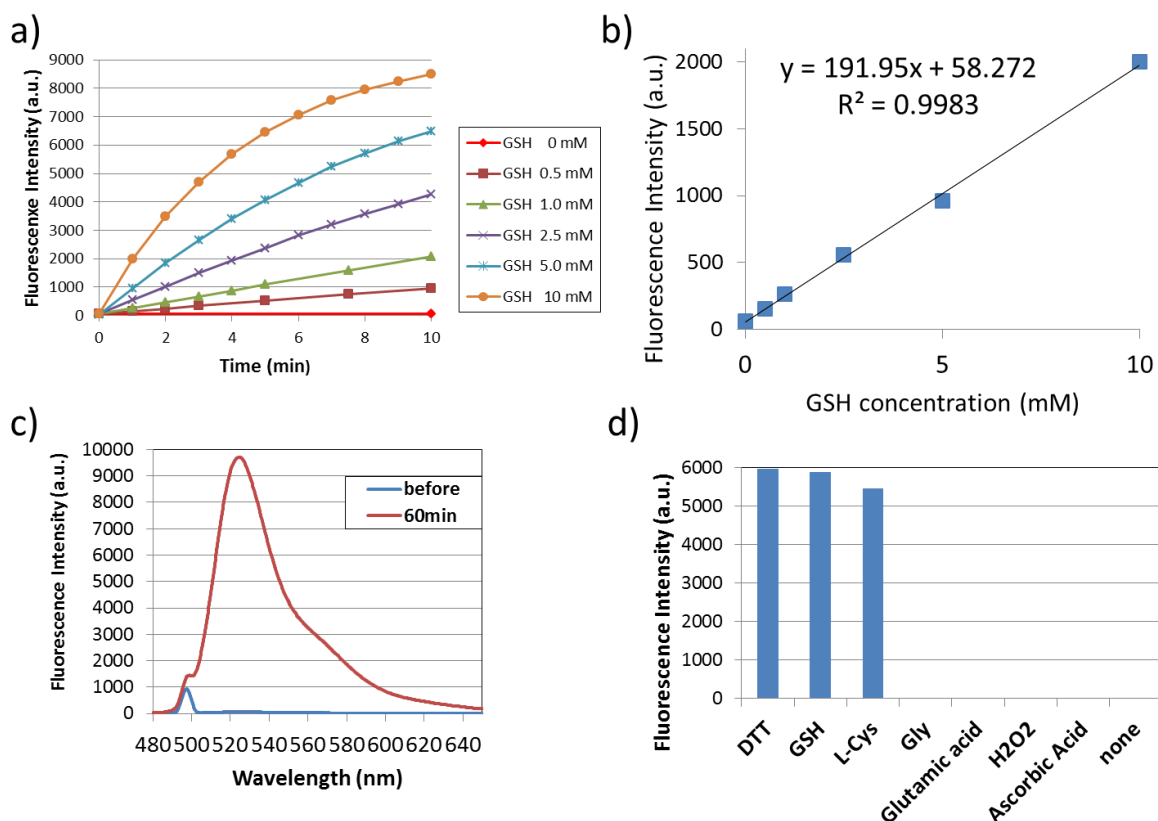 a)
Fluorescenxe Intensity (a.u.)
9000
8000
7000
6000
5000
4000
3000
2000
1000
0
0 2 4 6 8 10
Time (min)
GSH 0 mM
GSH 0.5 mM
GSH 1.0 mM
GSH 2.5 mM
GSH 5.0 mM
GSH 10 mM
b)
Fluorescence Intensity (a.u.)
2000
1500
1000
500
0
y = 191.95x + 58.272
R² = 0.9983
0 5 10
GSH concentration (mM)
c)
Fluorescence Intensity (a.u.)
10000
9000
8000
7000
6000
5000
4000
3000
2000
1000
0
before
60min
480 500 520 540 560 580 600 620 640
Wavelength (nm)
d)
Fluorescence Intensity (a.u.)
6000
5000
4000
3000
2000
1000
0
DTT
GSH
L-Cys
Gly
Glutamic acid
H2O2
Ascorbic Acid
none